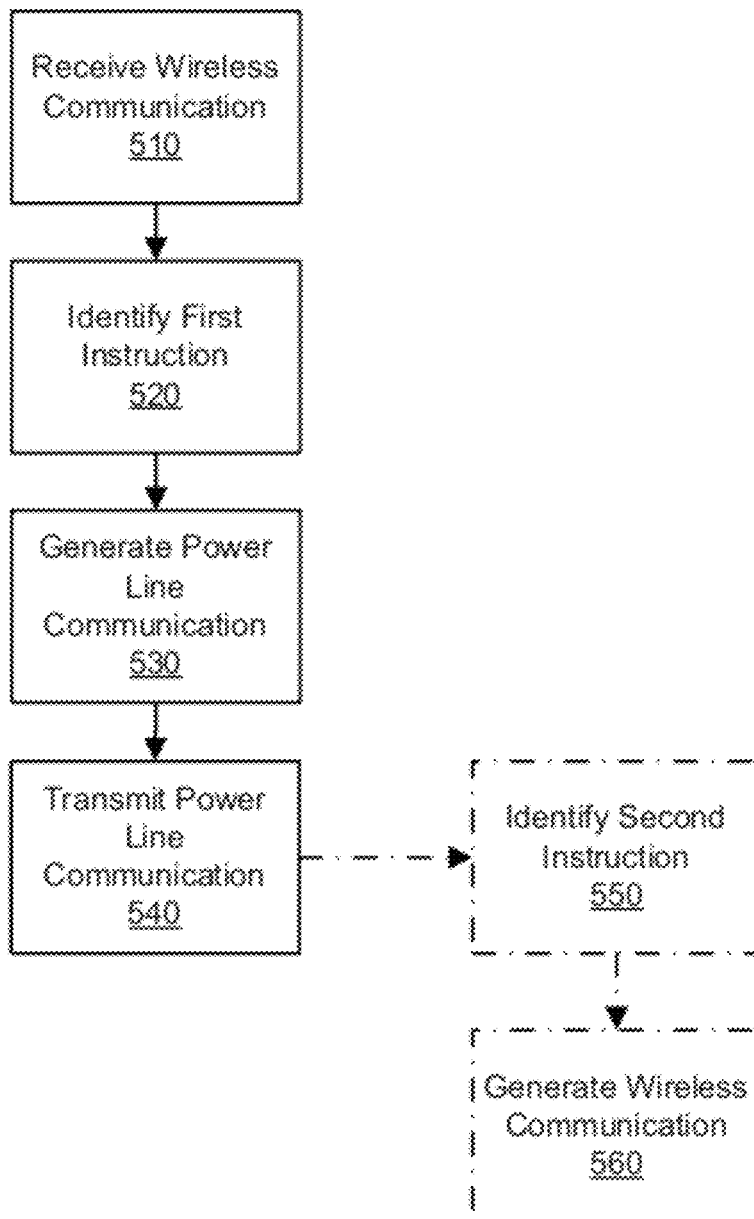 Receive Wireless
Communication
510
Identify First
Instruction
520
Generate Power
Line
Communication
530
Transmit Power
Line
Communication
540
Identify Second
Instruction
550
Generate Wireless
Communication
560